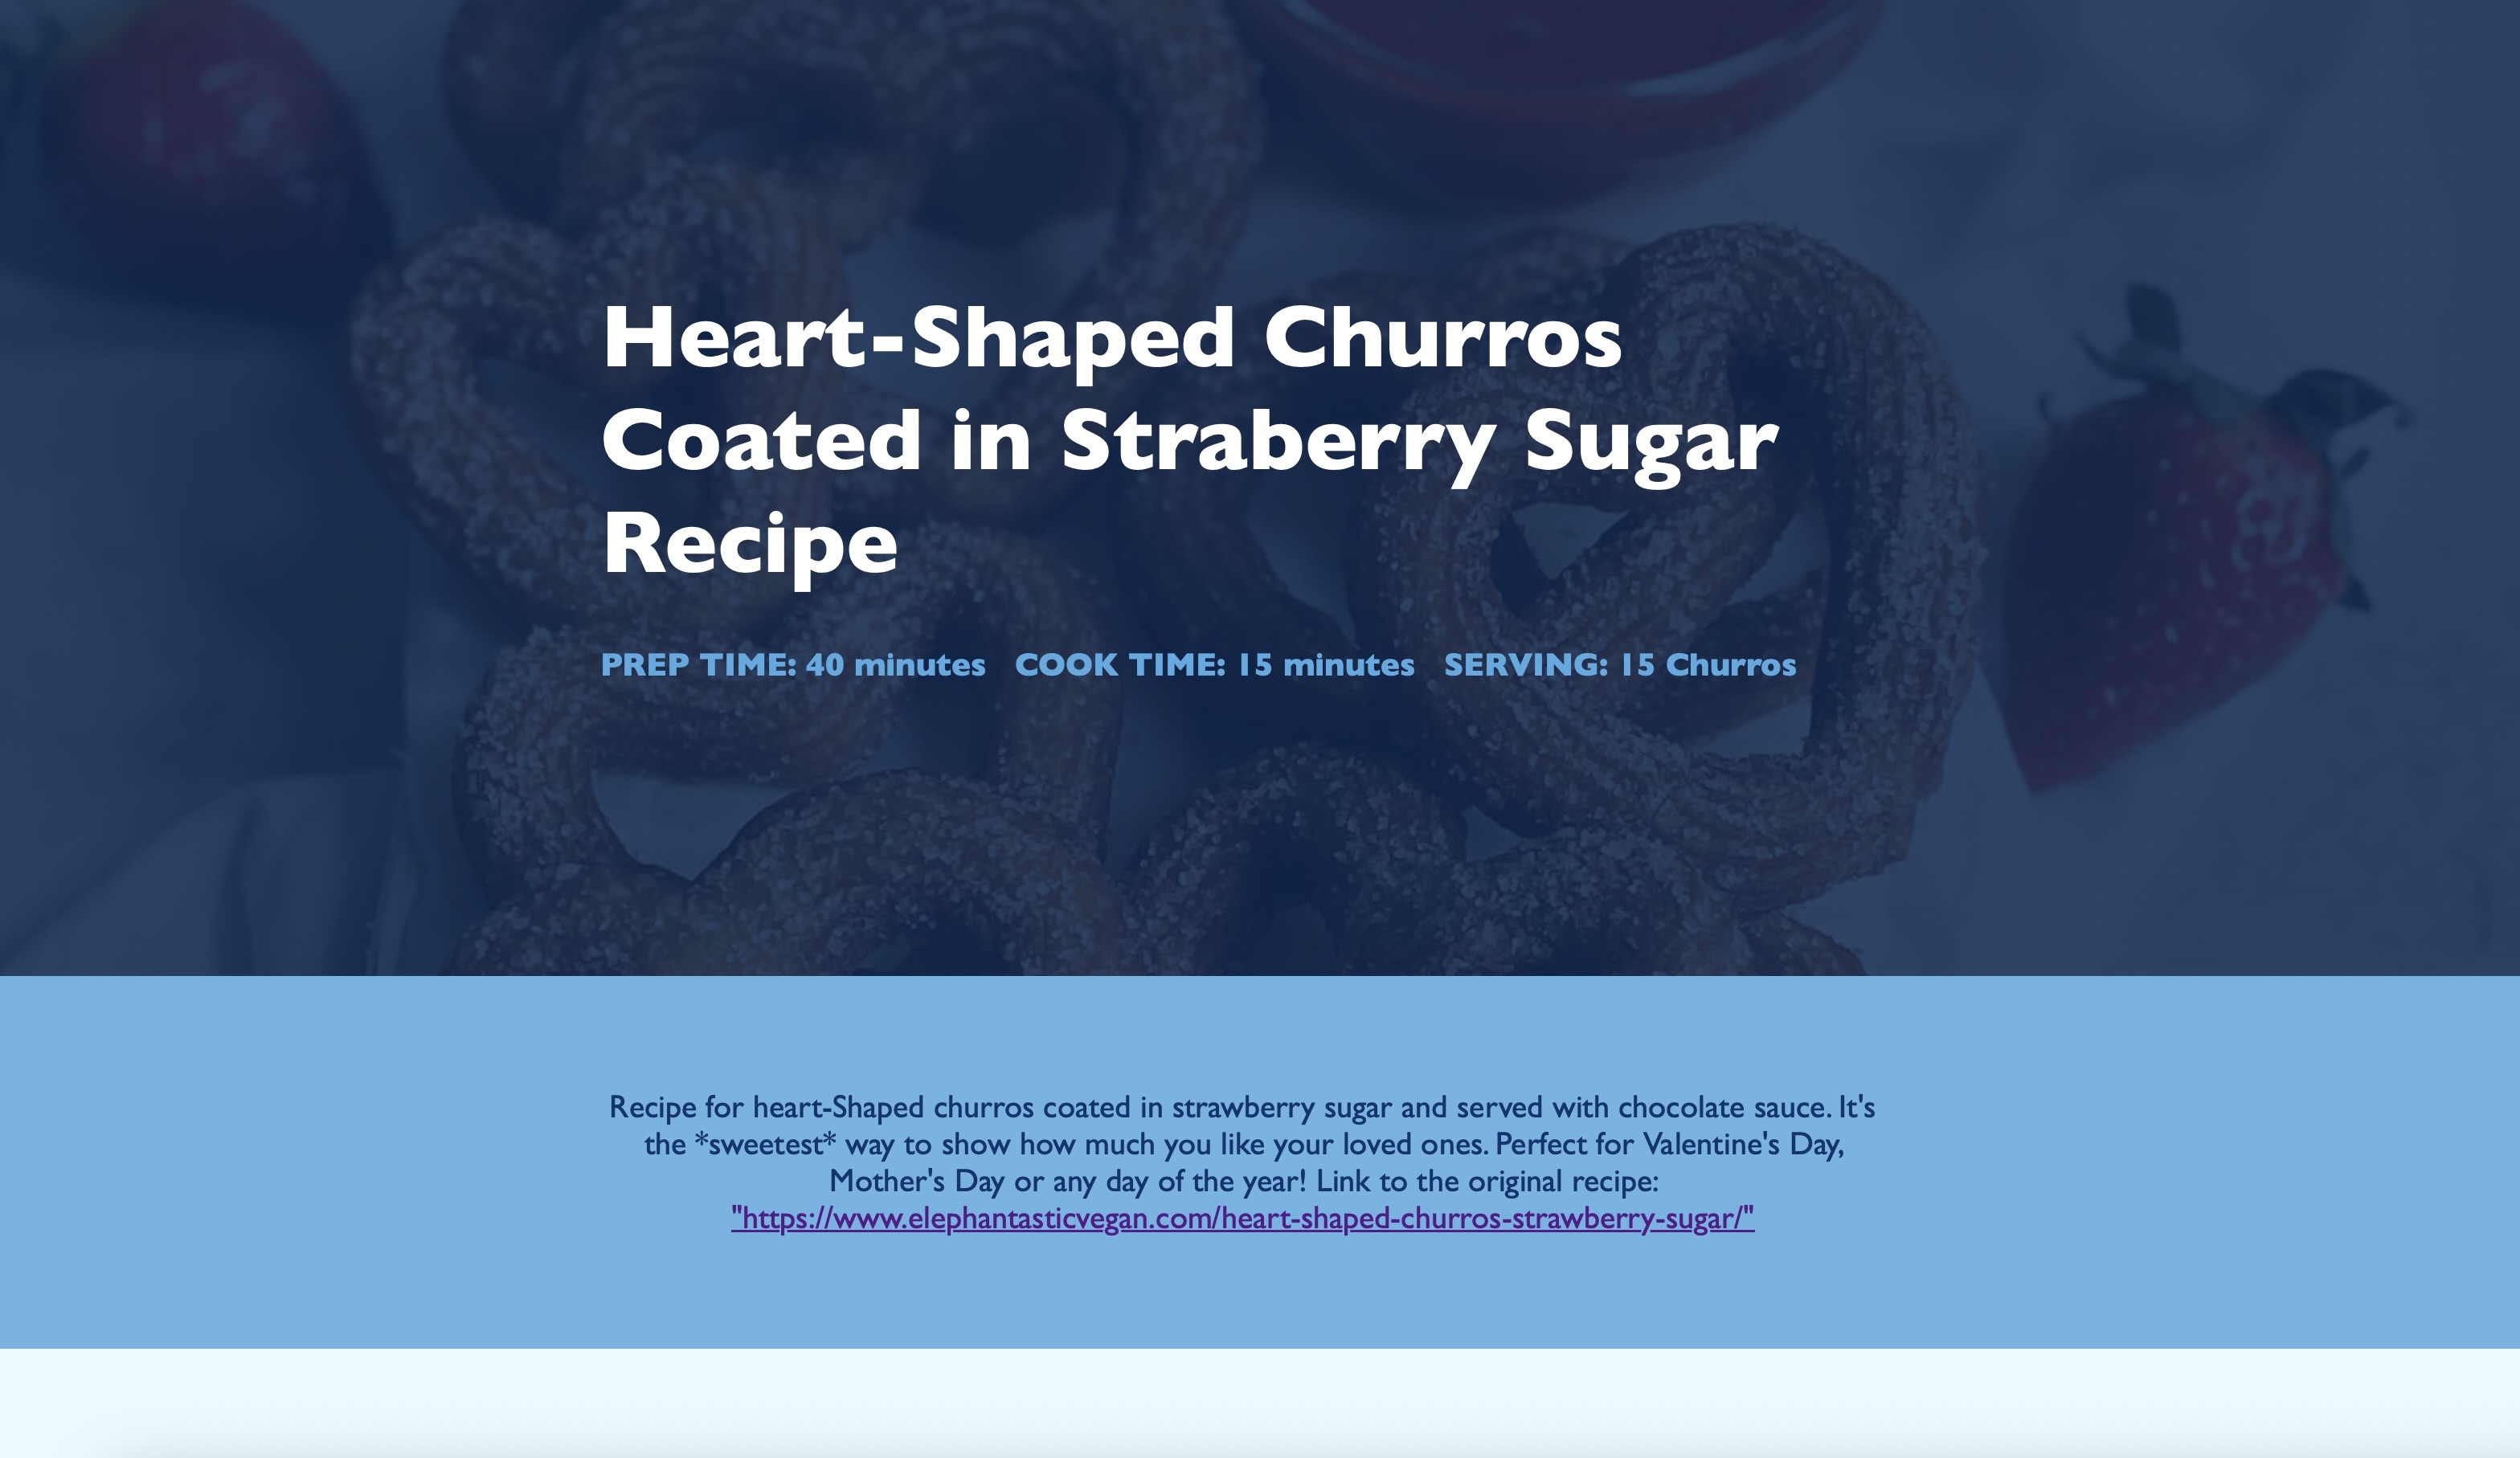 Heart-Shaped Churros
Coated in Straberry Sugar
Recipe
PREP TIME: 40 minutes COOK TIME: 15 minutes SERVING: 15 Churros
Recipe for heart-Shaped churros coated in strawberry sugar and served with chocolate sauce. It's
the *sweetest* way to show how much you like your loved ones. Perfect for Valentine's Day,
Mother's Day or any day of the year! Link to the original recipe:
"https://www.elephantasticvegan.com/heart-shaped-churros-strawberry-sugar/"